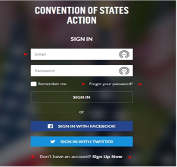 CONVENTION OF STATES
ACTION
SIGN IN
Email
Password
Remember me
Forgot your password?
SIGN IN
or
SIGN IN WITH FACEBOOK
SIGN IN WITH TWITTER
Don't have an account? Sign Up Now